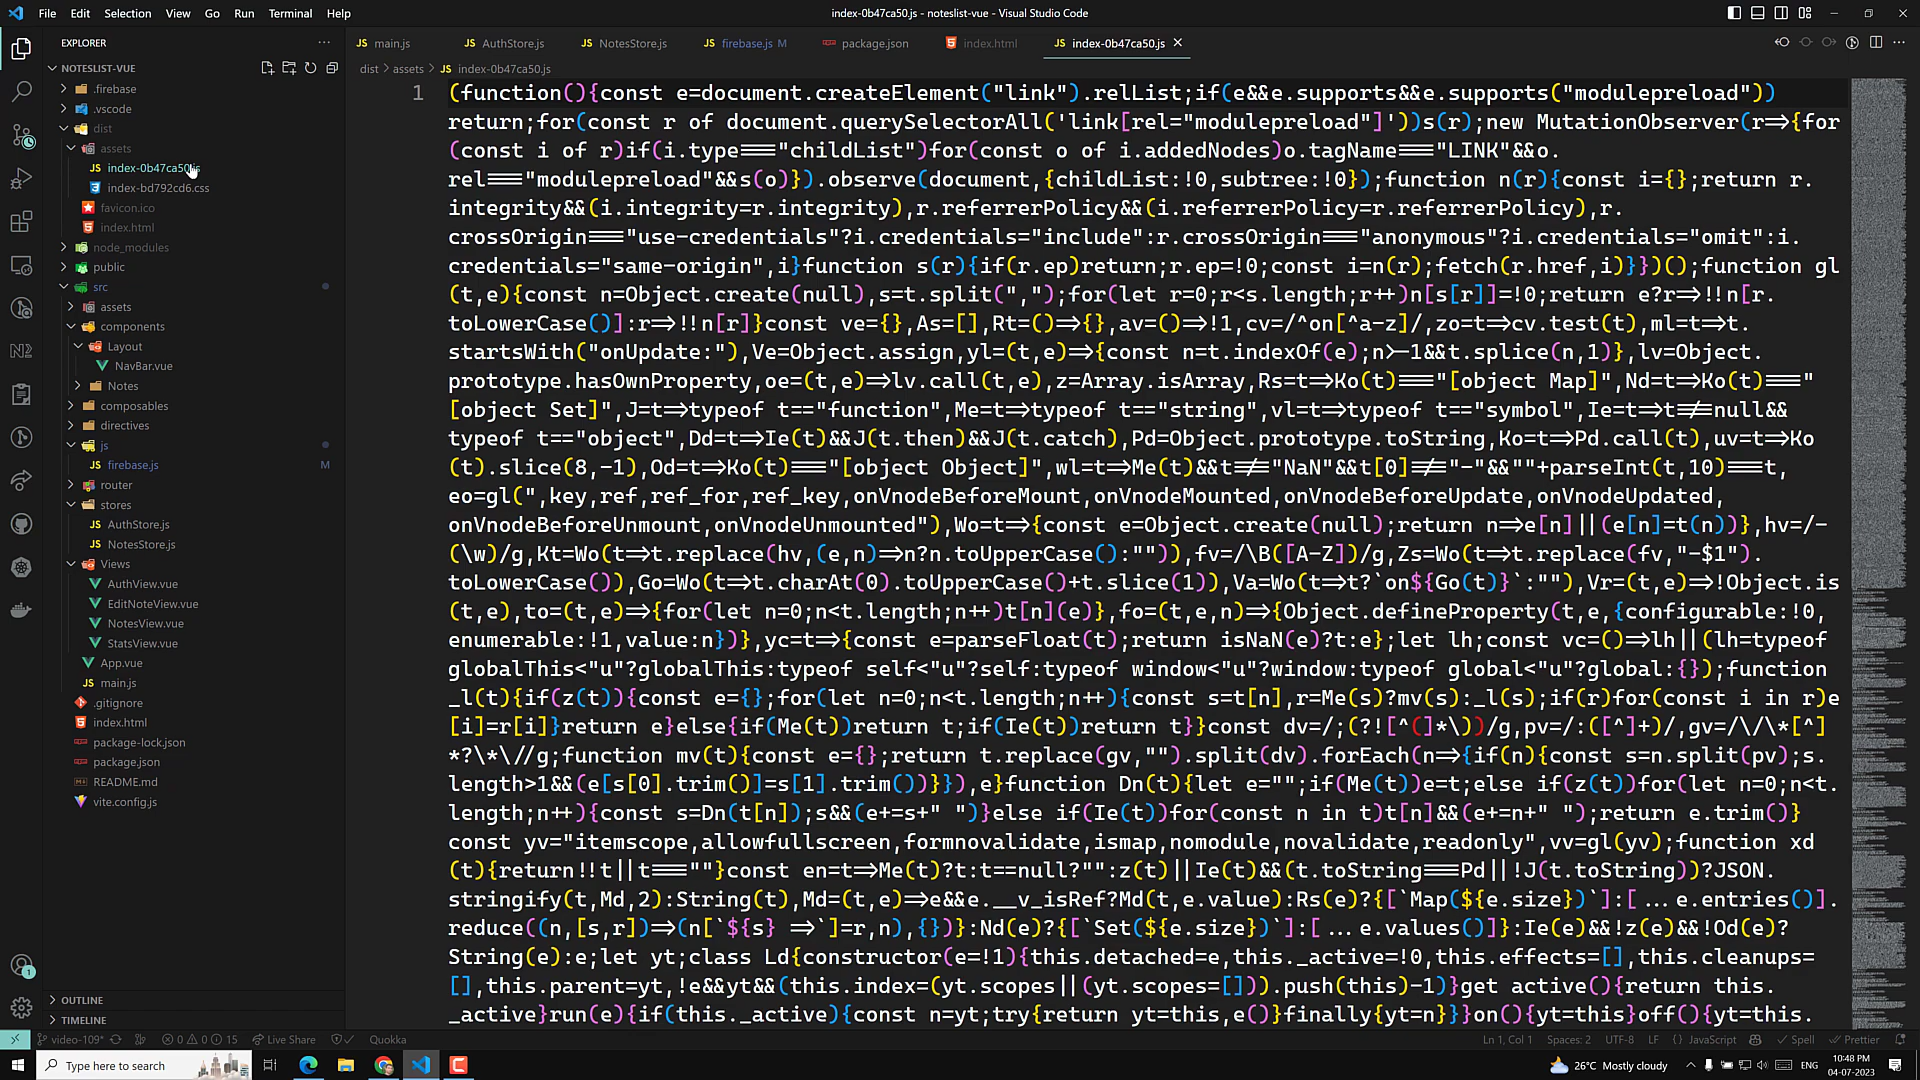 File Edit Selection View Go Run Terminal Help
index-0b47ca50.js - noteslist-vue - Visual Studio Code
EXPLORER
NOTESLIST-VUE
.firebase
.vscode
dist
assets
index-0b47ca50.js
index-bd792cd6.css
favicon.ico
index.html
node_modules
public
src
assets
components
Layout
NavBar.vue
Notes
composables
directives
js
JS firebase.js M
router
stores
JS AuthStore.js
JS NotesStore.js
Views
AuthView.vue
EditNoteView.vue
NotesView.vue
StatsView.vue
App.vue
JS main.js
.gitignore
index.html
package-lock.json
package.json
README.md
vite.config.js
OUTLINE
TIMELINE
JS main.js JS AuthStore.js JS NotesStore.js JS firebase.js M package.json index.html JS index-0b47ca50.js
dist > assets > JS index-0b47ca50.js
1 (function(){const e=document.createElement("link").relList;if(e&&e.supports&&e.supports("modulepreload"))
return;for(const r of document.querySelectorAll('link[rel="modulepreload"]'))s(r);new MutationObserver(r=>{for
(const i of r)if(i.type==="childList")for(const o of i.addedNodes)o.tagName==="LINK"&&o.
rel==="modulepreload"&&s(o)}).observe(document,{childList:!0,subtree:!0});function n(r){const i={};return r.
integrity&&(i.integrity=r.integrity),r.referrerPolicy&&(i.referrerPolicy=r.referrerPolicy),r.
crossOrigin==="use-credentials"?i.credentials="include":r.crossOrigin==="anonymous"?i.credentials="omit":i.
credentials="same-origin",i}function s(r){if(r.ep)return;r.ep=!0;const i=n(r);fetch(r.href,i)}})();function gl
(t,e){const n=Object.create(null),s=t.split(",");for(let r=0;r<s.length;r++)n[s[r]]=!0;return e?r=>!!n[r.
toLowerCase()]:r=>!!n[r]}const ve={},As=[],Rt=()=>{},av=()=>!1,cv=/^on[^a-z]/,zo=t=>cv.test(t),ml=t=>t.
startsWith("onUpdate:"),Ve=Object.assign,yl=(t,e)=>{const n=t.indexOf(e);n>-1&&t.splice(n,1)},lv=Object.
prototype.hasOwnProperty,oe=(t,e)=>lv.call(t,e),z=Array.isArray,Rs=t=>Ko(t)==="[object Map]",Nd=t=>Ko(t)==="
[object Set]",J=t=>typeof t=="function",Me=t=>typeof t=="string",vl=t=>typeof t=="symbol",Ie=t=>t!==null&&
typeof t=="object",Dd=t=>Ie(t)&&J(t.then)&&J(t.catch),Pd=Object.prototype.toString,Ko=t=>Pd.call(t),uv=t=>Ko
(t).slice(8,-1),Od=t=>Ko(t)==="[object Object]",wl=t=>Me(t)&&t!=="NaN"&&t[0]!=="-"&&""+parseInt(t,10)===t,
eo=gl(",key,ref,ref_for,ref_key,onVnodeBeforeMount,onVnodeMounted,onVnodeBeforeUpdate,onVnodeUpdated,
onVnodeBeforeUnmount,onVnodeUnmounted"),Wo=t=>{const e=Object.create(null);return n=>e[n]||(e[n]=t(n))},hv=/-
(\w)/g,Kt=Wo(t=>t.replace(hv,(e,n)=>n?n.toUpperCase():"")),fv=/\B([A-Z])/g,Zs=Wo(t=>t.replace(fv,"-$1").
toLowerCase()),Go=Wo(t=>t.charAt(0).toUpperCase()+t.slice(1)),Va=Wo(t=>t?`on${Go(t)}`:""),Vr=(t,e)=>!Object.is
(t,e),to=(t,e)=>{for(let n=0;n<t.length;n++)t[n](e)},fo=(t,e,n)=>{Object.defineProperty(t,e,{configurable:!0,
enumerable:!1,value:n})},yc=t=>{const e=parseFloat(t);return isNaN(e)?t:e};let lh;const vc=()=>lh||(lh=typeof
globalThis<"u"?globalThis:typeof self<"u"?self:typeof window<"u"?window:typeof global<"u"?global:{});function
_l(t){if(z(t)){const e={};for(let n=0;n<t.length;n++){const s=t[n],r=Me(s)?mv(s):_l(s);if(r)for(const i in r)e
[i]=r[i]}return e}else{if(Me(t))return t;if(Ie(t))return t}}const dv=/;(?![^(]*\))/g,pv=/:([^]+)/,gv=/\/\*[^]
*?\*\//g;function mv(t){const e={};return t.replace(gv,"").split(dv).forEach(n=>{if(n){const s=n.split(pv);s.
length>1&&(e[s[0].trim()]=s[1].trim())}}),e}function Dn(t){let e="";if(Me(t))e=t;else if(z(t))for(let n=0;n<t.
length;n++){const s=Dn(t[n]);s&&(e+=s+" ")}else if(Ie(t))for(const n in t)t[n]&&(e+=n+" ");return e.trim()}
const yv="itemscope,allowfullscreen,formnovalidate,ismap,nomodule,novalidate,readonly",vv=gl(yv);function xd
(t){return!!t||t===""}const en=t=>Me(t)?t:t==null?"":z(t)||Ie(t)&&(t.toString===Pd||!J(t.toString))?JSON.
stringify(t,Md,2):String(t),Md=(t,e)=>e&&e.__v_isRef?Md(t,e.value):Rs(e)?{[`Map(${e.size})`]:[...e.entries()].
reduce((n,[s,r])=>(n[`${s} =>`]=r,n),{})}:Nd(e)?{[`Set(${e.size})`]:[...e.values()]}:Ie(e)&&!z(e)&&!Od(e)?
String(e):e;let yt;class Ld{constructor(e=!1){this.detached=e,this._active=!0,this.effects=[],this.cleanups=
[],this.parent=yt,!e&&yt&&(this.index=(yt.scopes||(yt.scopes=[])).push(this)-1)}get active(){return this.
_active}run(e){if(this._active){const n=yt;try{return yt=this,e()}finally{yt=n}}}on(){yt=this}off(){yt=this.
video-109* 0 0 15 Live Share Quokka
Ln 1, Col 1 Spaces: 2 UTF-8 LF { } JavaScript Spell Prettier
Type here to search
26°C Mostly cloudy ENG
10:48 PM
04-07-2023